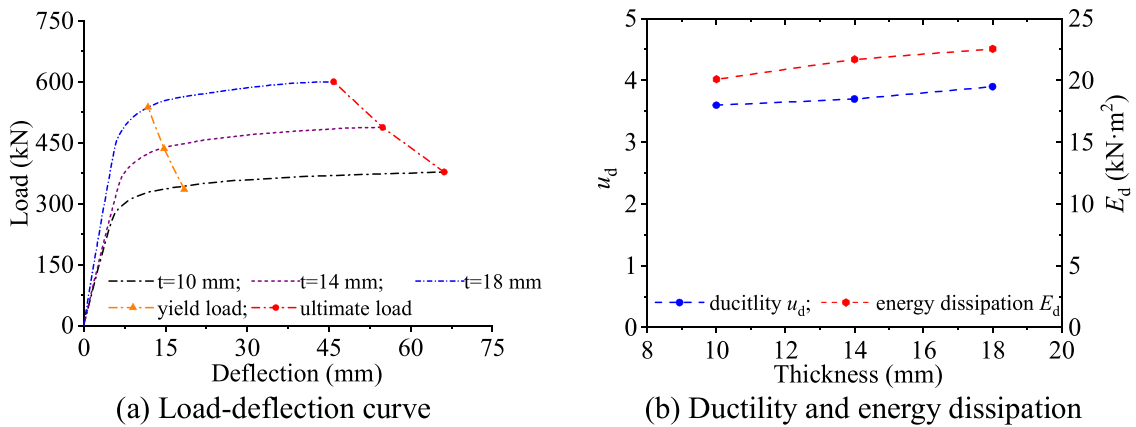 750
600
450
300
150
0
Load (kN)
t=10 mm; t=14 mm; t=18 mm
yield load; ultimate load
0 15 30 45 60 75
Deflection (mm)
(a) Load-deflection curve
5
4
3
2
1
0
u_d
25
20
15
10
5
0
E_d (kN·m²)
ducitlity u_d; energy dissipation E_d
8 10 12 14 16 18 20
Thickness (mm)
(b) Ductility and energy dissipation